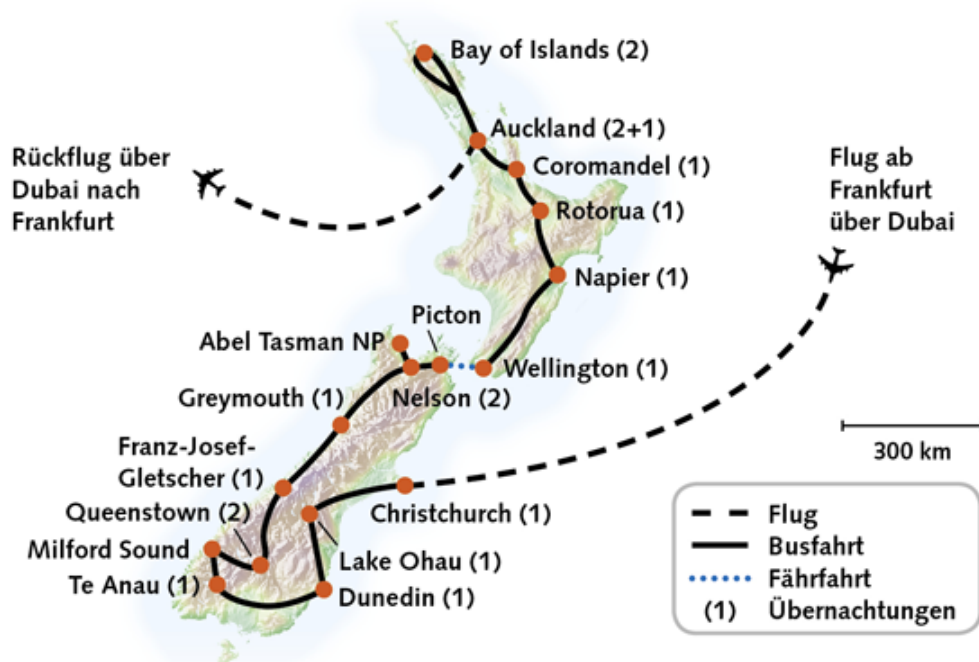 Bay of Islands (2)
Auckland (2+1)
Rückflug über
Dubai nach
Frankfurt
Coromandel (1)
Flug ab
Frankfurt
über Dubai
Rotorua (1)
Napier (1)
Picton
Abel Tasman NP
Wellington (1)
Greymouth (1)
Nelson (2)
Franz-Josef-
Gletscher (1)
300 km
Queenstown (2)
Christchurch (1)
Milford Sound
Lake Ohau (1)
Te Anau (1)
Dunedin (1)
Flug
Busfahrt
Fährfahrt
(1) Übernachtungen